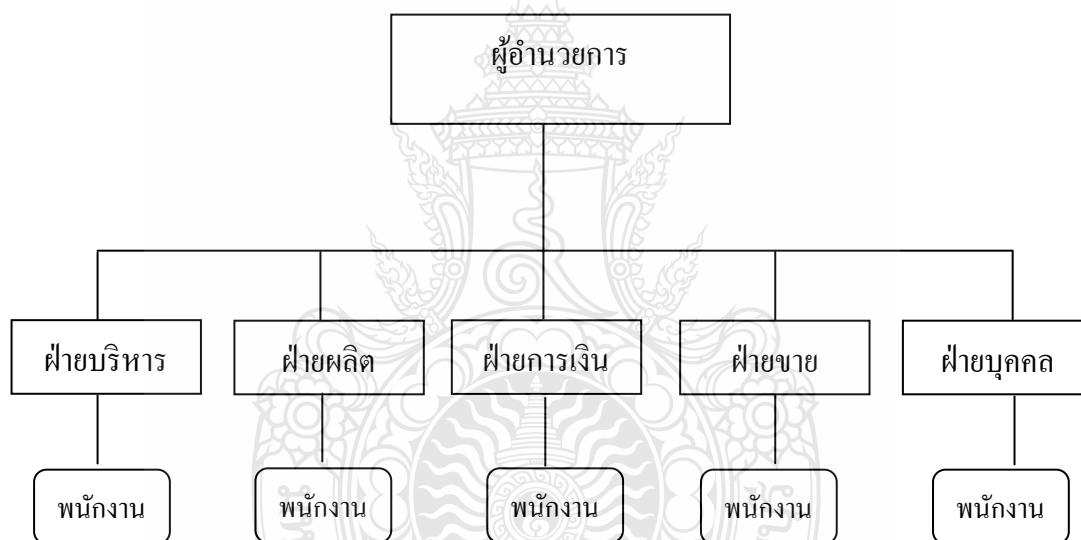 ผู้อำนวยการ
ฝ่ายบริหาร
ฝ่ายผลิต
ฝ่ายการเงิน
ฝ่ายขาย
ฝ่ายบุคคล
พนักงาน
พนักงาน
พนักงาน
พนักงาน
พนักงาน